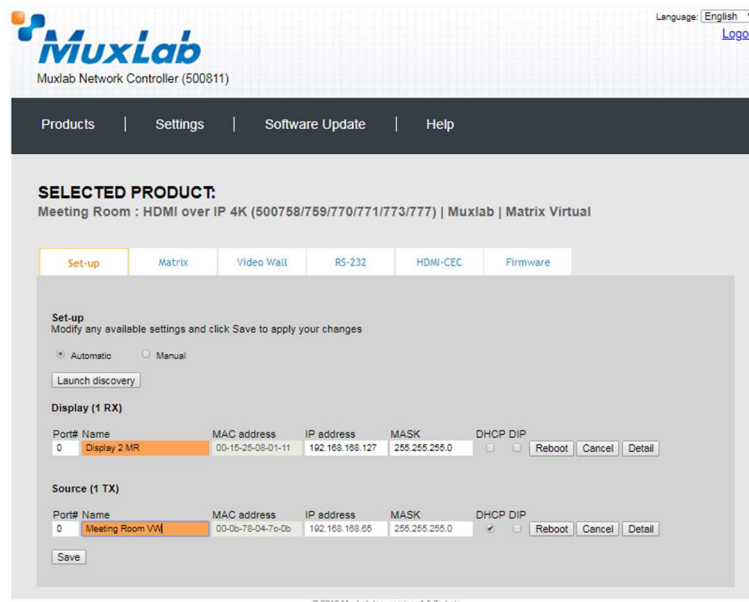 Language: English
Logo
MuxLab
Muxlab Network Controller (500811)
Products | Settings | Software Update | Help
SELECTED PRODUCT:
Meeting Room : HDMI over IP 4K (500758/759/770/771/773/777) | Muxlab | Matrix Virtual
Set-up Matrix Video Wall RS-232 HDMI-CEC Firmware
Set-up
Modify any available settings and click Save to apply your changes
Automatic Manual
Launch discovery
Display (1 RX)
Port# Name MAC address IP address MASK DHCP DIP
0 Display 2 MR 00-15-25-08-01-11 192.168.168.127 255.255.255.0 Reboot Cancel Detail
Source (1 TX)
Port# Name MAC address IP address MASK DHCP DIP
0 Meeting Room VW 00-0b-78-04-7c-0b 192.168.168.65 255.255.255.0 Reboot Cancel Detail
Save